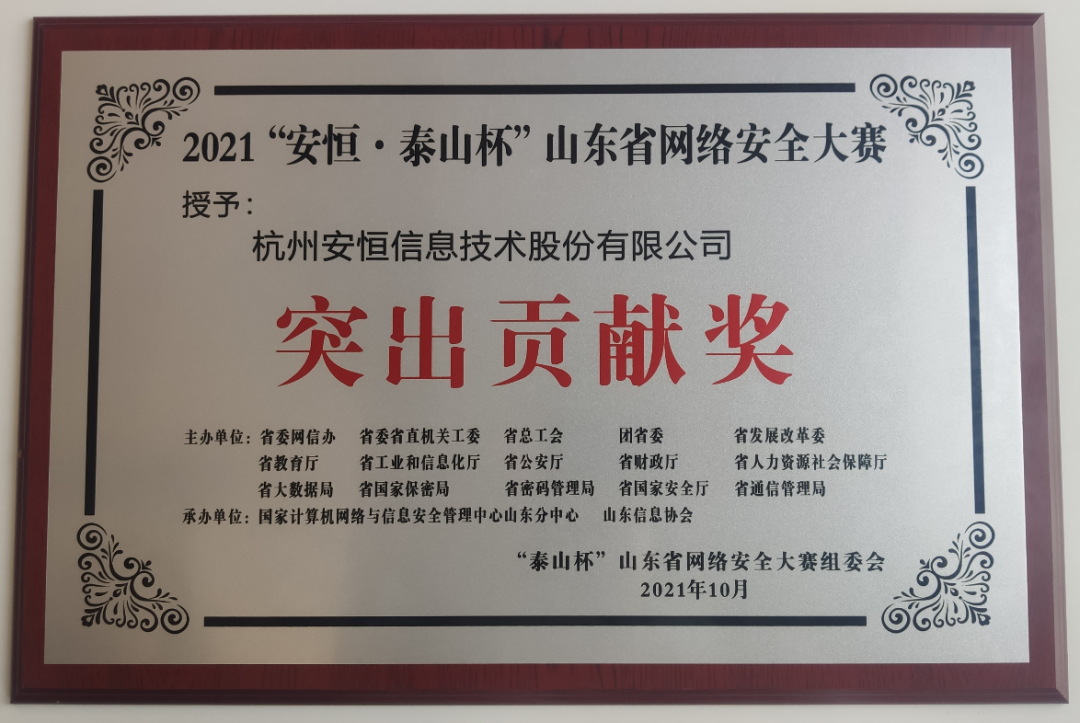 2021“安恒·泰山杯”山东省网络安全大赛
授予：
杭州安恒信息技术股份有限公司
突出贡献奖
主办单位：省委网信办 省委省直机关工委 省总工会 团省委 省发展改革委
省教育厅 省工业和信息化厅 省公安厅 省财政厅 省人力资源社会保障厅
省大数据局 省国家保密局 省密码管理局 省国家安全厅 省通信管理局
承办单位：国家计算机网络与信息安全管理中心山东分中心 山东信息协会
“泰山杯”山东省网络安全大赛组委会
2021年10月